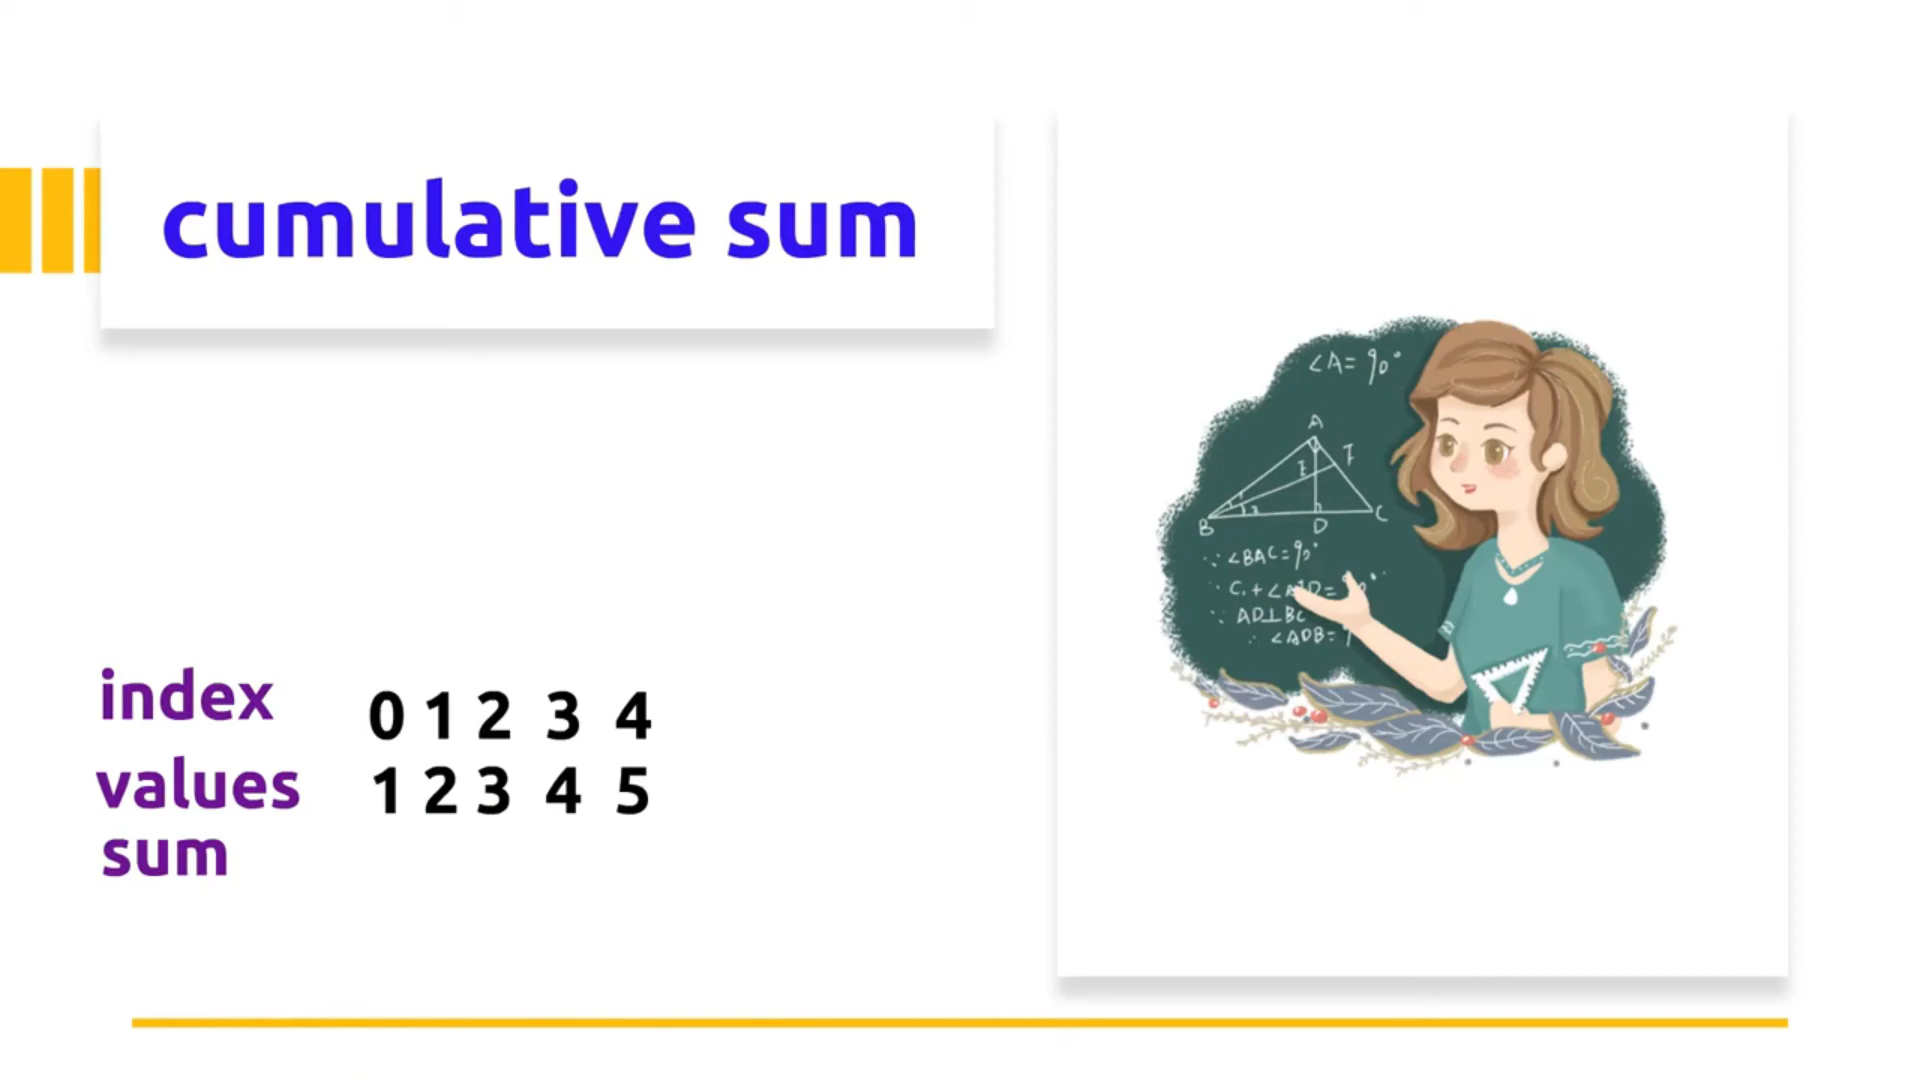 cumulative sum
∠A= 90°
A
F
E
B
D
C
∵ ∠BAC=90°
AD⊥BC
∴ ∠ADB=
index 0 1 2 3 4
values 1 2 3 4 5
sum